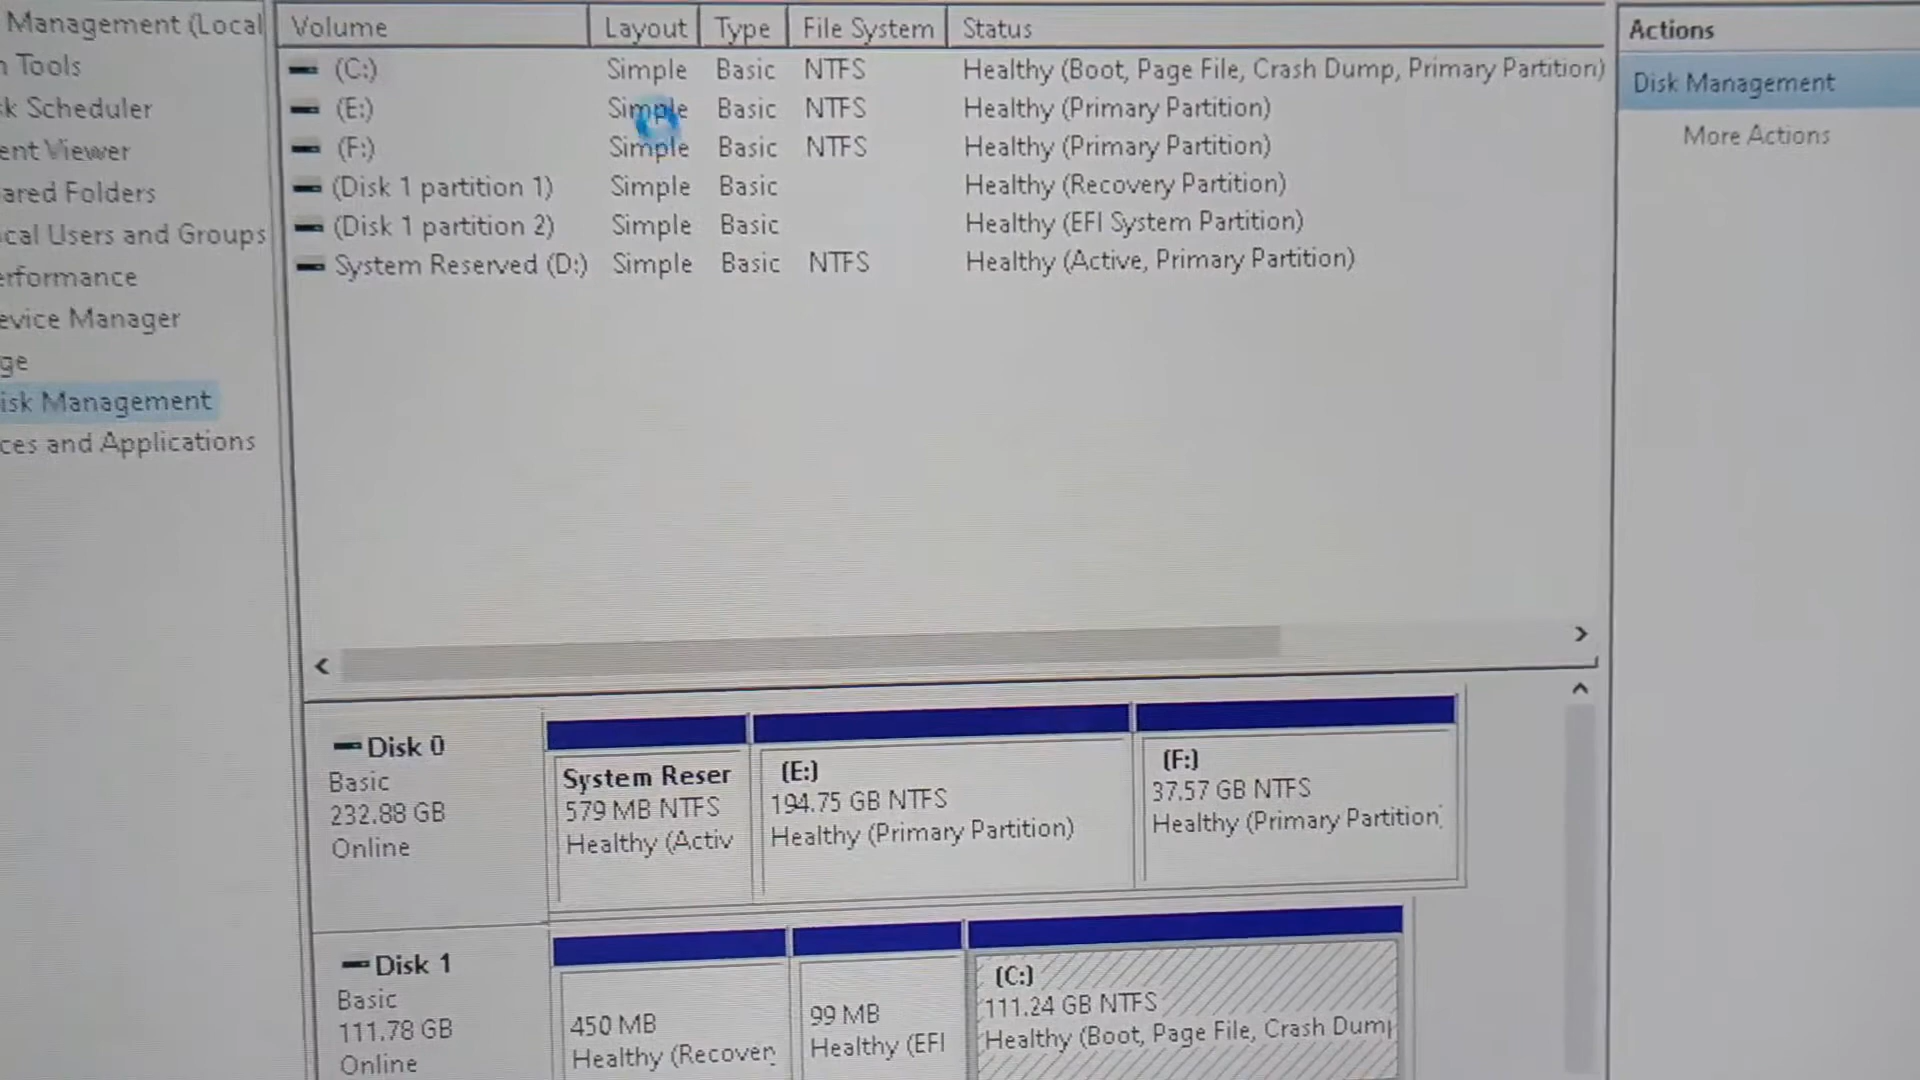 Management (Local
Tools
k Scheduler
ent Viewer
ared Folders
cal Users and Groups
erformance
evice Manager
ge
isk Management
ces and Applications
Volume Layout Type File System Status
(C:) Simple Basic NTFS Healthy (Boot, Page File, Crash Dump, Primary Partition)
(E:) Simple Basic NTFS Healthy (Primary Partition)
(F:) Simple Basic NTFS Healthy (Primary Partition)
(Disk 1 partition 1) Simple Basic Healthy (Recovery Partition)
(Disk 1 partition 2) Simple Basic Healthy (EFI System Partition)
System Reserved (D:) Simple Basic NTFS Healthy (Active, Primary Partition)
Actions
Disk Management
More Actions
Disk 0
Basic
232.88 GB
Online
System Reser
579 MB NTFS
Healthy (Activ
(E:)
194.75 GB NTFS
Healthy (Primary Partition)
(F:)
37.57 GB NTFS
Healthy (Primary Partition
Disk 1
Basic
111.78 GB
Online
450 MB
Healthy (Recover
99 MB
Healthy (EFI
(C:)
111.24 GB NTFS
Healthy (Boot, Page File, Crash Dump